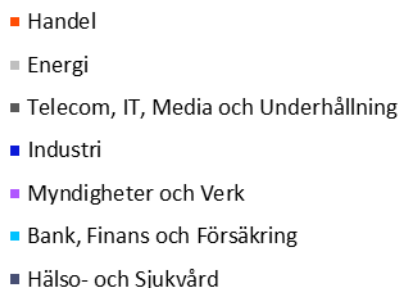 Handel
Energi
Telecom, IT, Media och Underhållning
Industri
Myndigheter och Verk
Bank, Finans och Försäkring
Hälso- och Sjukvård